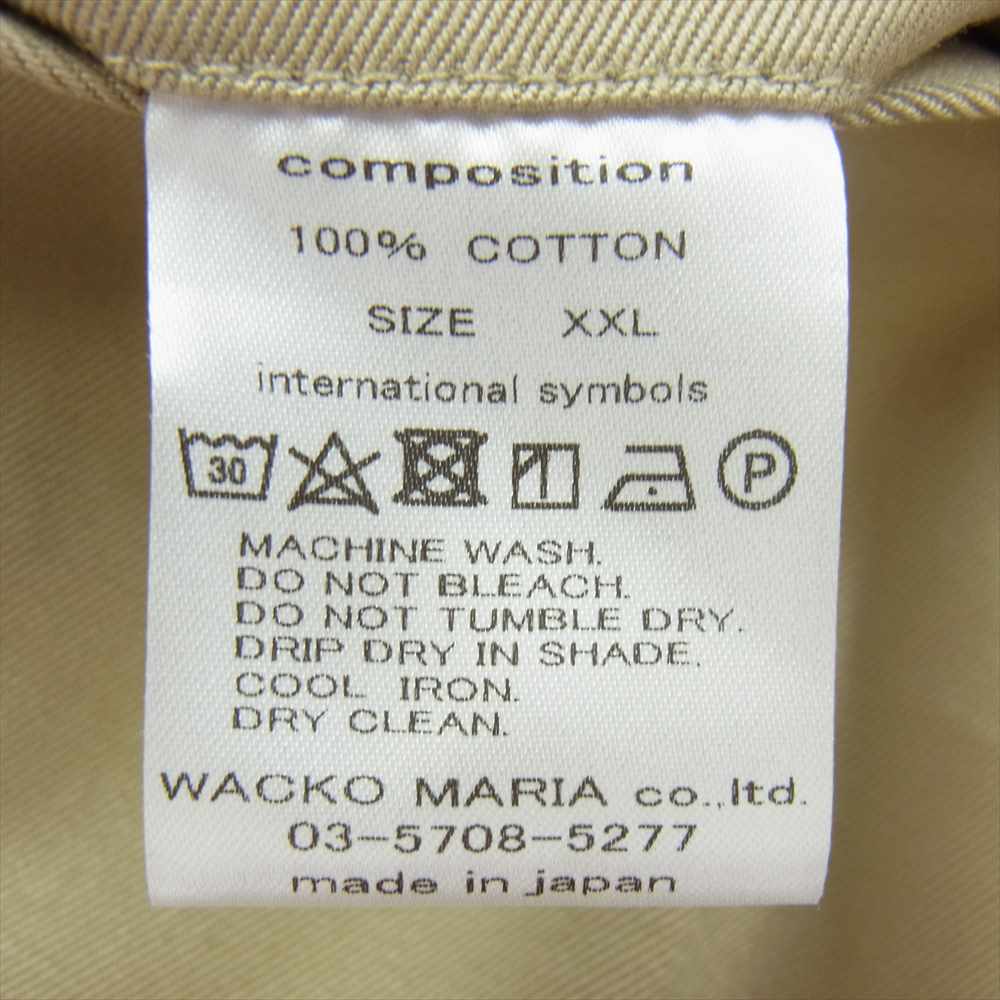 composition
100% COTTON
SIZE XXL
international symbols
30 P
MACHINE WASH.
DO NOT BLEACH.
DO NOT TUMBLE DRY.
DRIP DRY IN SHADE.
COOL IRON.
DRY CLEAN.
WACKO MARIA co.,ltd.
03-5708-5277
made in japan